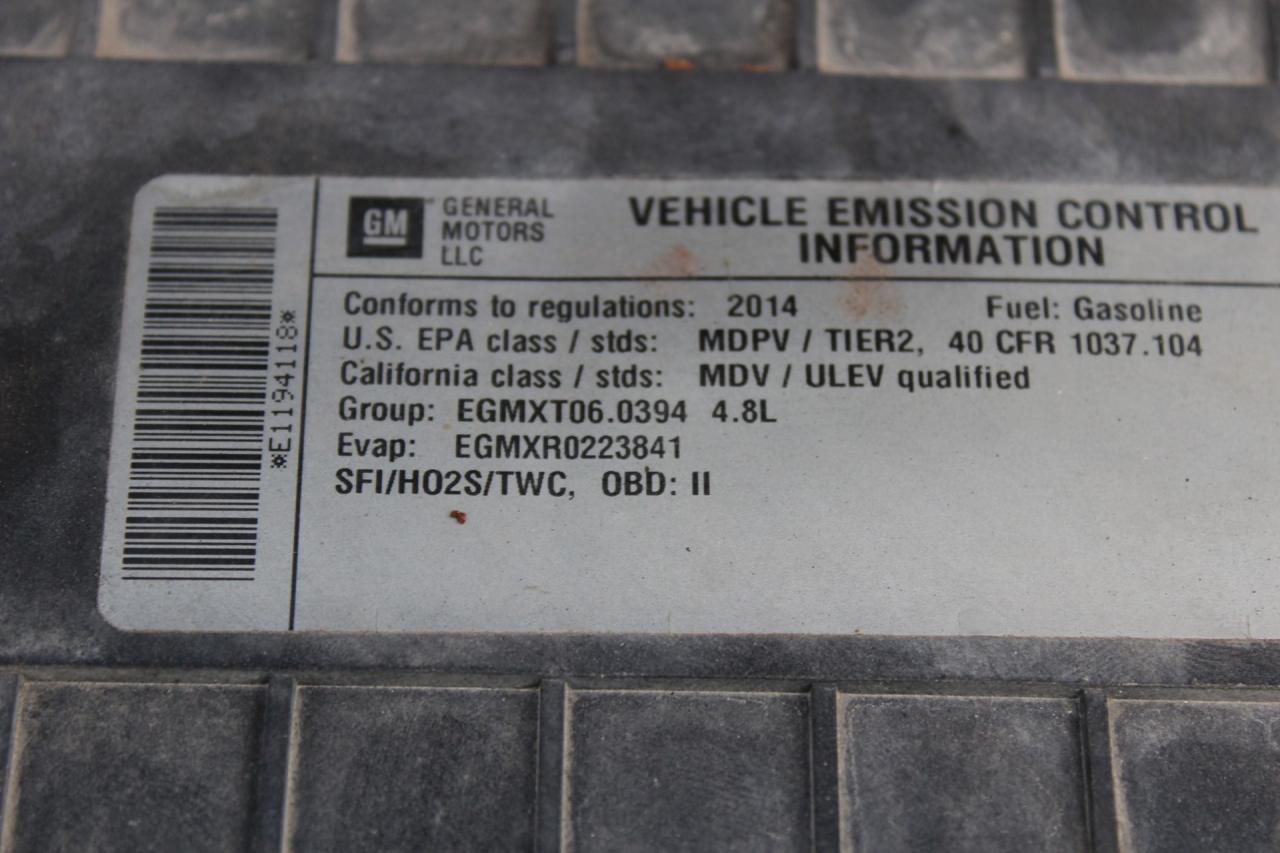 *E1194118*
GM
GENERAL
MOTORS
LLC
VEHICLE EMISSION CONTROL
INFORMATION
Conforms to regulations: 2014 Fuel: Gasoline
U.S. EPA class / stds: MDPV / TIER2, 40 CFR 1037.104
California class / stds: MDV / ULEV qualified
Group: EGMXT06.0394 4.8L
Evap: EGMXR0223841
SFI/HO2S/TWC, OBD: II